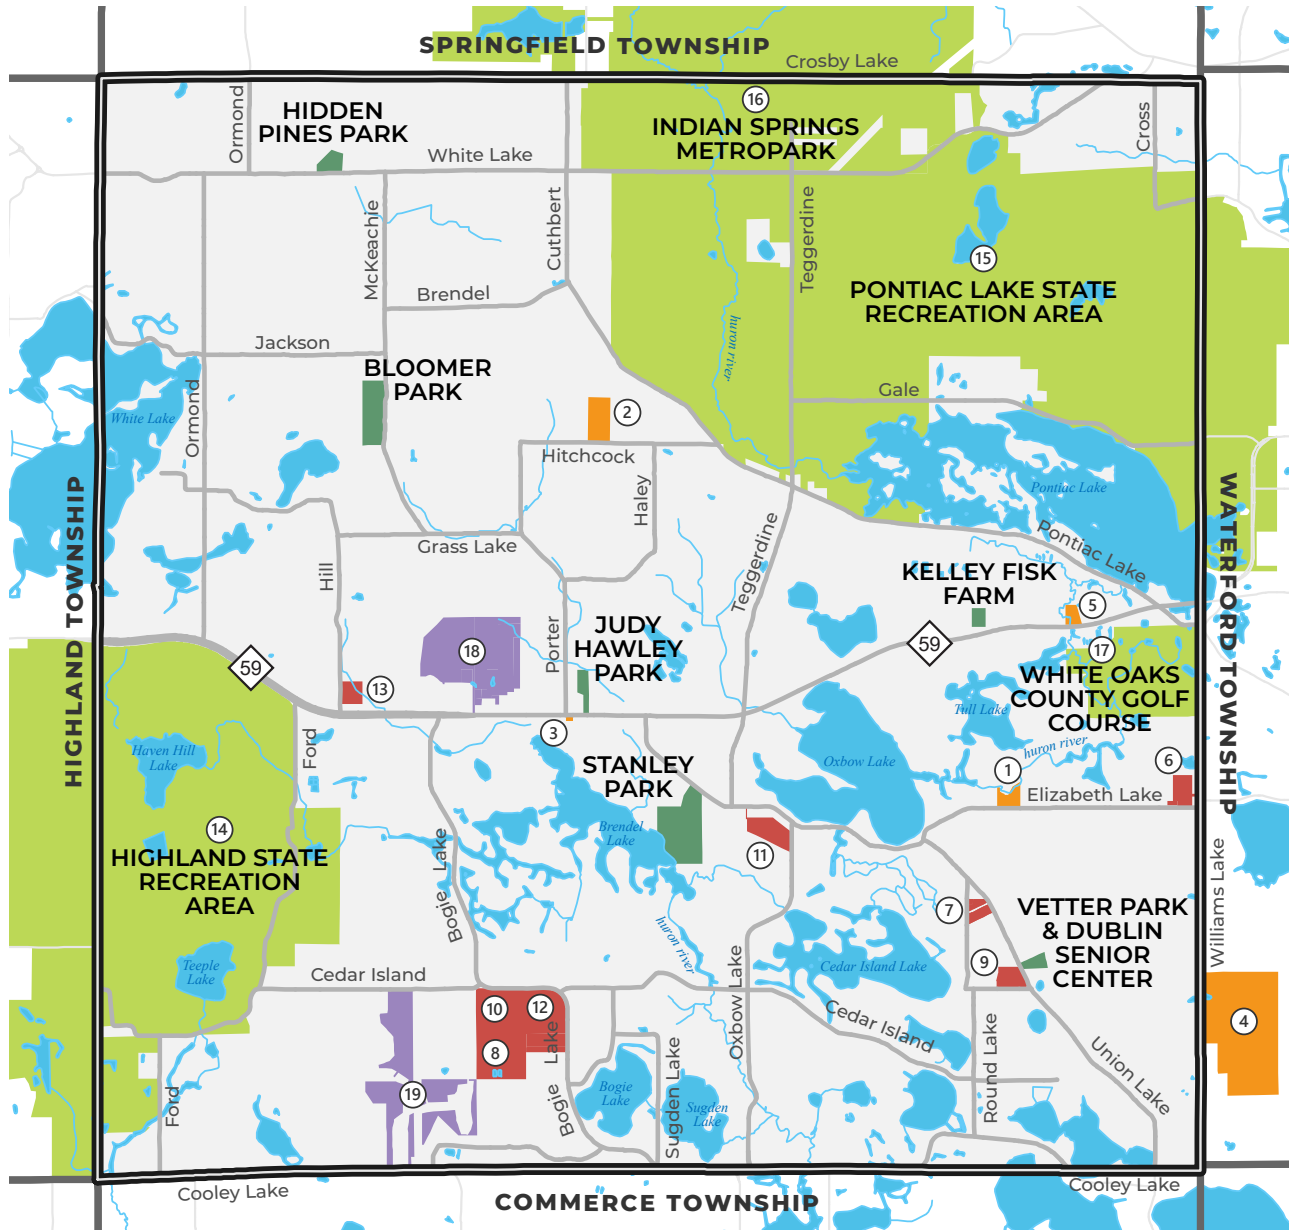 SPRINGFIELD TOWNSHIP
Crosby Lake
Ormond
HIDDEN
PINES PARK
16
INDIAN SPRINGS
METROPARK
Cross
White Lake
McKeachie
Cuthbert
Teggerdine
15
PONTIAC LAKE STATE
RECREATION AREA
Brendel
huron river
Jackson
BLOOMER
PARK
Gale
White Lake
Ormond
2
Hitchcock
Haley
Pontiac Lake
HIGHLAND TOWNSHIP
WATERFORD TOWNSHIP
Grass Lake
Teggerdine
Pontiac Lake
Hill
KELLEY FISK
FARM
5
Porter
JUDY
HAWLEY
PARK
59
59
18
17
WHITE OAKS
COUNTY GOLF
COURSE
13
Tull Lake
Ford
3
huron river
Haven Hill
Lake
STANLEY
PARK
Oxbow Lake
1
6
Elizabeth Lake
14
HIGHLAND STATE
RECREATION
AREA
Brendel
Lake
Bogie Lake
11
Williams Lake
7
VETTER PARK
& DUBLIN
SENIOR
CENTER
huron river
Teeple
Lake
Cedar Island
Oxbow Lake
Cedar Island Lake
9
10
12
Cedar Island
4
8
Bogie Lake
Sugden Lake
Round Lake
Union Lake
Ford
19
Bogie
Lake
Sugden
Lake
Cooley Lake
Cooley Lake
COMMERCE TOWNSHIP